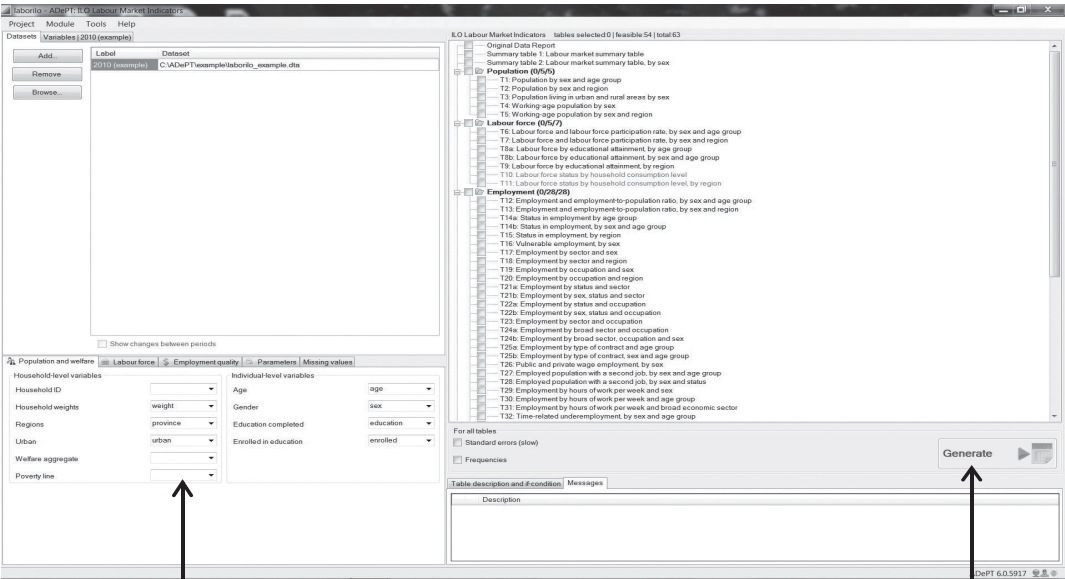 laborilo - ADePT: ILO Labour Market Indicators
Project Module Tools Help
Datasets Variables | 2010 (example)
Add...
Remove
Browse...
Label Dataset
2010 (example) C:\ADePT\example\laborilo_example.dta
Show changes between periods
Population and welfare Labour force Employment quality Parameters Missing values
Household-level variables
Household ID
Household weights weight
Regions province
Urban urban
Welfare aggregate
Poverty line
Individual-level variables
Age age
Gender sex
Education completed education
Enrolled in education enrolled
ILO Labour Market Indicators tables selected:0 | feasible:54 | total:63
Original Data Report
Summary table 1: Labour market summary table
Summary table 2: Labour market summary table, by sex
Population (0/5/5)
T1: Population by sex and age group
T2: Population by sex and region
T3: Population living in urban and rural areas by sex
T4: Working-age population by sex
T5: Working-age population by sex and region
Labour force (0/5/7)
T6: Labour force and labour force participation rate, by sex and age group
T7: Labour force and labour force participation rate, by sex and region
T8a: Labour force by educational attainment, by age group
T8b: Labour force by educational attainment, by sex and age group
T9: Labour force by educational attainment, by region
T10: Labour force status by household consumption level
T11: Labour force status by household consumption level, by region
Employment (0/28/28)
T12: Employment and employment-to-population ratio, by sex and age group
T13: Employment and employment-to-population ratio, by sex and region
T14a: Status in employment by age group
T14b: Status in employment, by sex and age group
T15: Status in employment, by region
T16: Vulnerable employment, by sex
T17: Employment by sector and sex
T18: Employment by sector and region
T19: Employment by occupation and sex
T20: Employment by occupation and region
T21a: Employment by status and sector
T21b: Employment by sex, status and sector
T22a: Employment by status and occupation
T22b: Employment by sex, status and occupation
T23: Employment by sector and occupation
T24a: Employment by broad sector and occupation
T24b: Employment by broad sector, occupation and sex
T25a: Employment by type of contract and age group
T25b: Employment by type of contract, sex and age group
T26: Public and private wage employment, by sex
T27: Employed population with a second job, by sex and age group
T28: Employed population with a second job, by sex and status
T29: Employment by hours of work per week and sex
T30: Employment by hours of work per week and age group
T31: Employment by hours of work per week and broad economic sector
T32: Time-related underemployment, by sex and age group
For all tables
Standard errors (slow)
Frequencies
Generate
Table description and if-condition Messages
Description
ADePT 6.0.5917